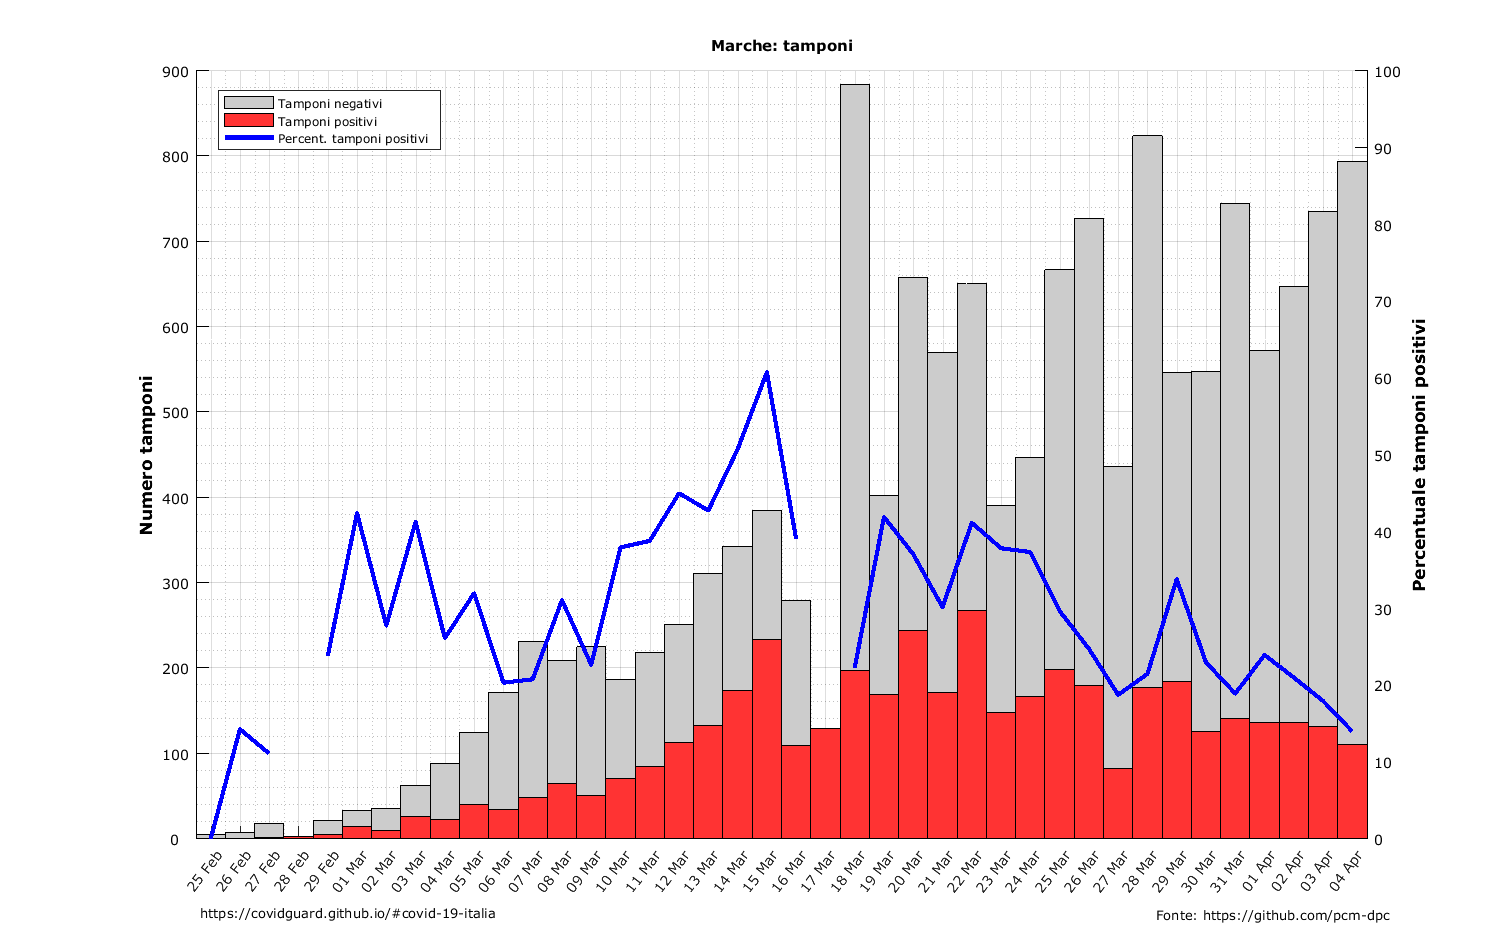 Marche: tamponi
Tamponi negativi
Tamponi positivi
Percent. tamponi positivi
Numero tamponi
900
800
700
600
500
400
300
200
100
0
Percentuale tamponi positivi
100
90
80
70
60
50
40
30
20
10
0
25 Feb
26 Feb
27 Feb
28 Feb
29 Feb
01 Mar
02 Mar
03 Mar
04 Mar
05 Mar
06 Mar
07 Mar
08 Mar
09 Mar
10 Mar
11 Mar
12 Mar
13 Mar
14 Mar
15 Mar
16 Mar
17 Mar
18 Mar
19 Mar
20 Mar
21 Mar
22 Mar
23 Mar
24 Mar
25 Mar
26 Mar
27 Mar
28 Mar
29 Mar
30 Mar
31 Mar
01 Apr
02 Apr
03 Apr
04 Apr
https://covidguard.github.io/#covid-19-italia
Fonte: https://github.com/pcm-dpc